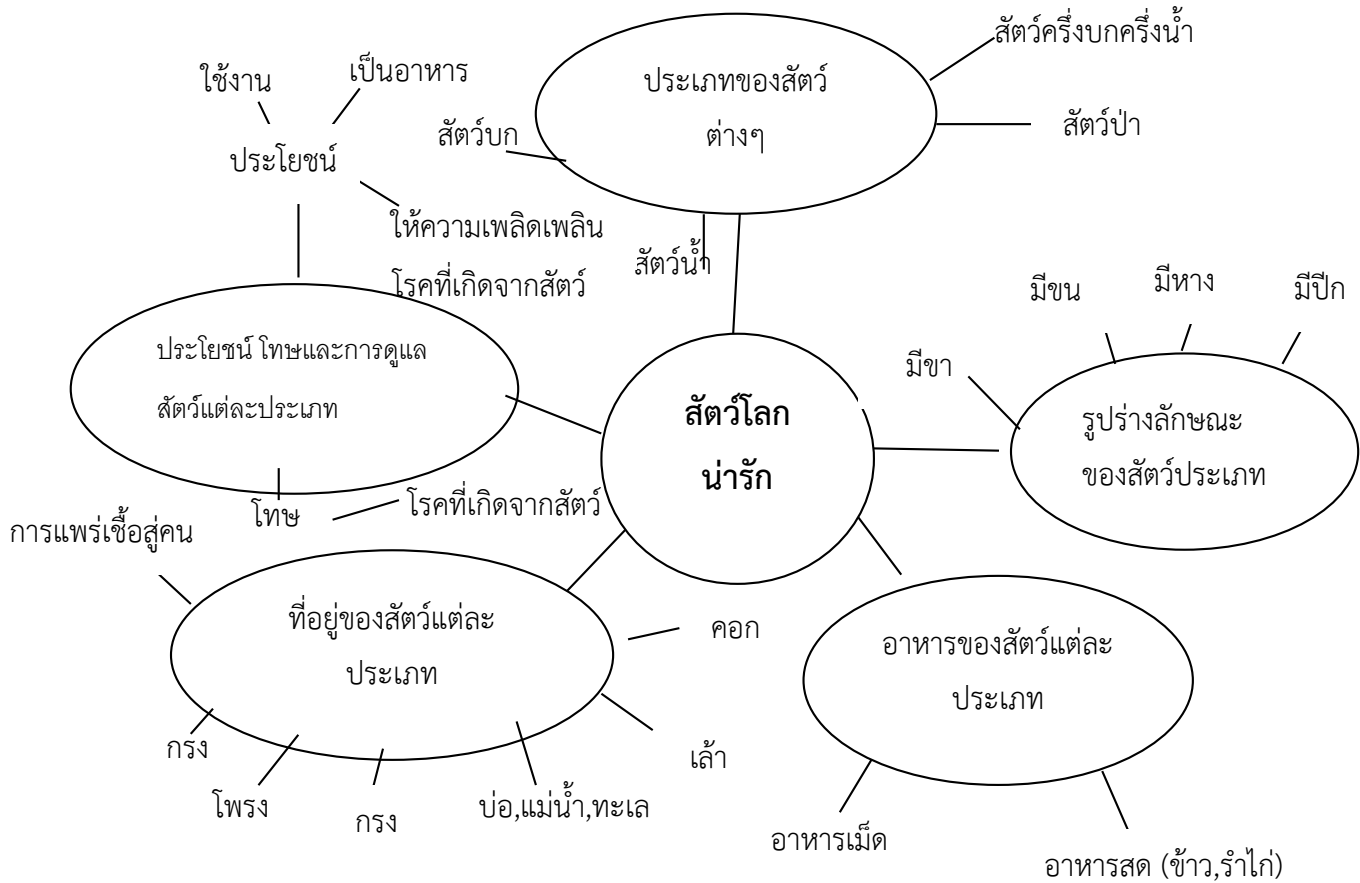 สัตว์ครึ่งบกครึ่งน้ำ
ใช้งาน
เป็นอาหาร
ประเภทของสัตว์
ต่างๆ
สัตว์บก
สัตว์ป่า
ประโยชน์
ให้ความเพลิดเพลิน
สัตว์น้ำ
โรคที่เกิดจากสัตว์
มีขน
มีหาง
มีปีก
ประโยชน์ โทษและการดูแล
สัตว์แต่ละประเภท
มีขา
สัตว์โลก
น่ารัก
รูปร่างลักษณะ
ของสัตว์ประเภท
โทษ
โรคที่เกิดจากสัตว์
การแพร่เชื้อสู่คน
ที่อยู่ของสัตว์แต่ละ
ประเภท
คอก
อาหารของสัตว์แต่ละ
ประเภท
กรง
เล้า
โพรง
กรง
บ่อ,แม่น้ำ,ทะเล
อาหารเม็ด
อาหารสด (ข้าว,รำไก่)